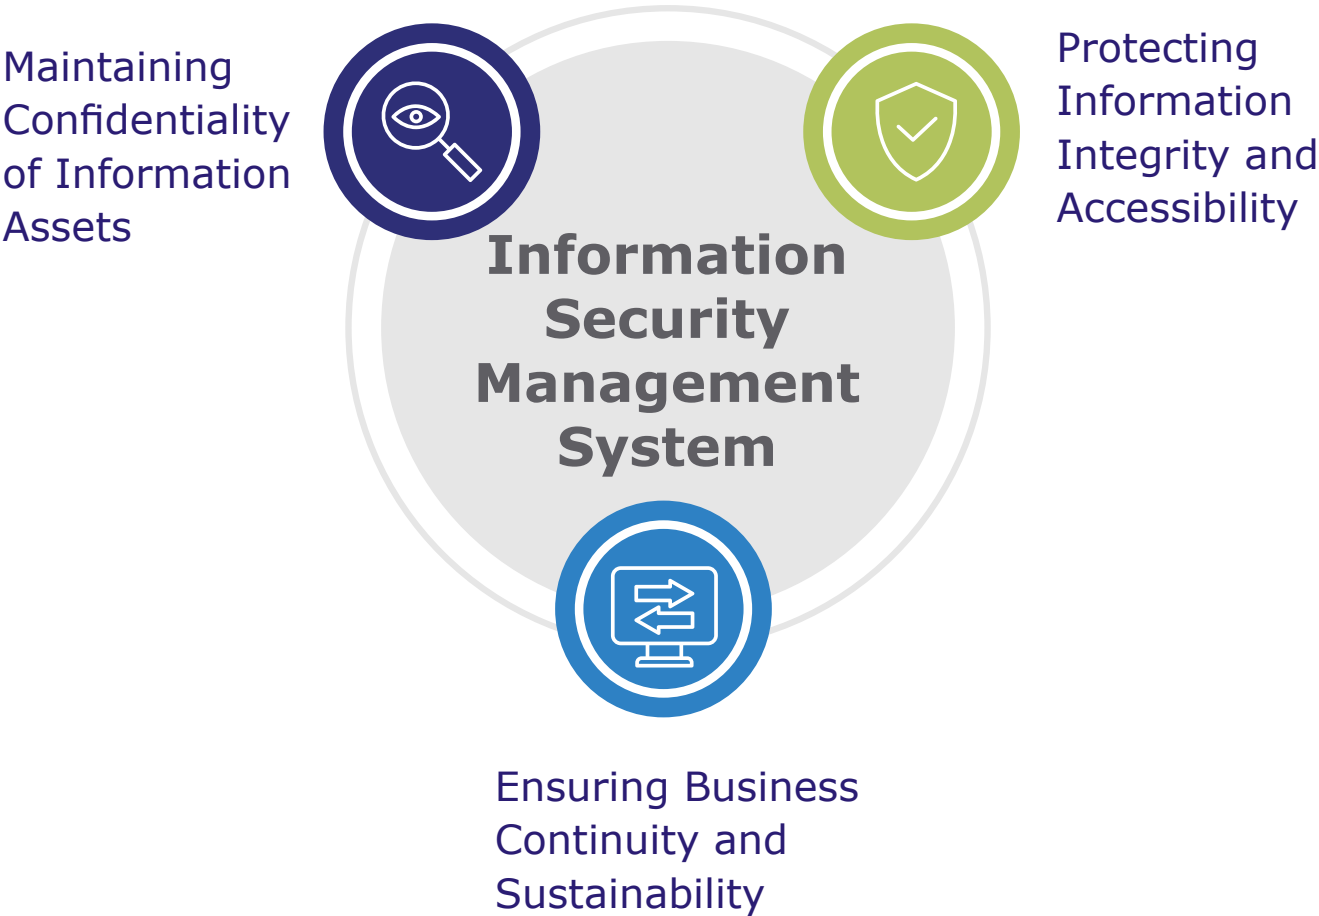 Maintaining
Confidentiality
of Information
Assets
Protecting
Information
Integrity and
Accessibility
Information
Security
Management
System
Ensuring Business
Continuity and
Sustainability